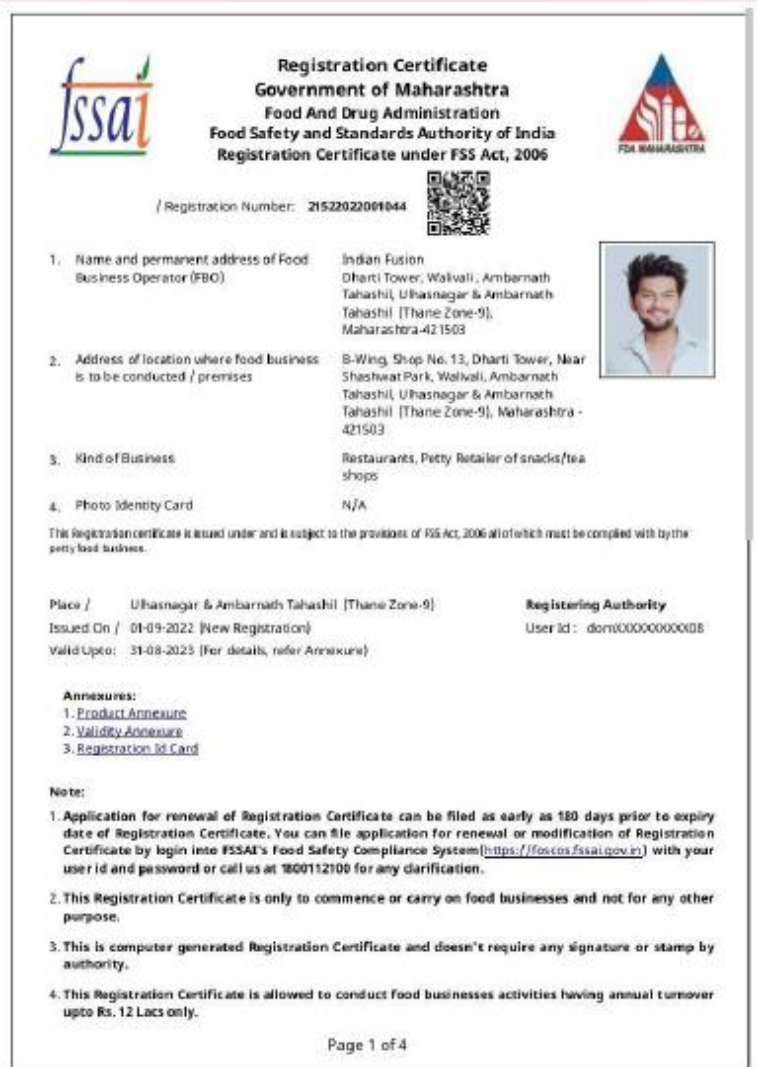 fssai
Registration Certificate
Government of Maharashtra
Food And Drug Administration
Food Safety and Standards Authority of India
Registration Certificate under FSS Act, 2006
FDA MAHARASHTRA
/ Registration Number: 21522022001044
1. Name and permanent address of Food
Business Operator (FBO)
Indian Fusion
Dharti Tower, Walivali , Ambarnath
Tahashil, Ulhasnagar & Ambarnath
Tahashil (Thane Zone-9),
Maharashtra-421503
2. Address of location where food business
is to be conducted / premises
B-Wing, Shop No. 13, Dharti Tower, Near
Shashwat Park, Walivali, Ambarnath
Tahashil, Ulhasnagar & Ambarnath
Tahashil (Thane Zone-9), Maharashtra -
421503
3. Kind of Business
Restaurants, Petty Retailer of snacks/tea
shops
4. Photo Identity Card
N/A
This Registration certificate is issued under and is subject to the provisions of FSS Act, 2006 all of which must be complied with by the
petty food business.
Place / Ulhasnagar & Ambarnath Tahashil (Thane Zone-9)
Registering Authority
Issued On / 01-09-2022 (New Registration)
User Id :
Valid Upto: 31-08-2023 (For details, refer Annexure)
Annexures:
1. Product Annexure
2. Validity Annexure
3. Registration Id Card
Note:
1. Application for renewal of Registration Certificate can be filed as early as 180 days prior to expiry
date of Registration Certificate. You can file application for renewal or modification of Registration
Certificate by login into FSSAI's Food Safety Compliance System(https://foscos.fssai.gov.in) with your
user id and password or call us at 1800112100 for any clarification.
2. This Registration Certificate is only to commence or carry on food businesses and not for any other
purpose.
3. This is computer generated Registration Certificate and doesn't require any signature or stamp by
authority.
4. This Registration Certificate is allowed to conduct food businesses activities having annual turnover
upto Rs. 12 Lacs only.
Page 1 of 4